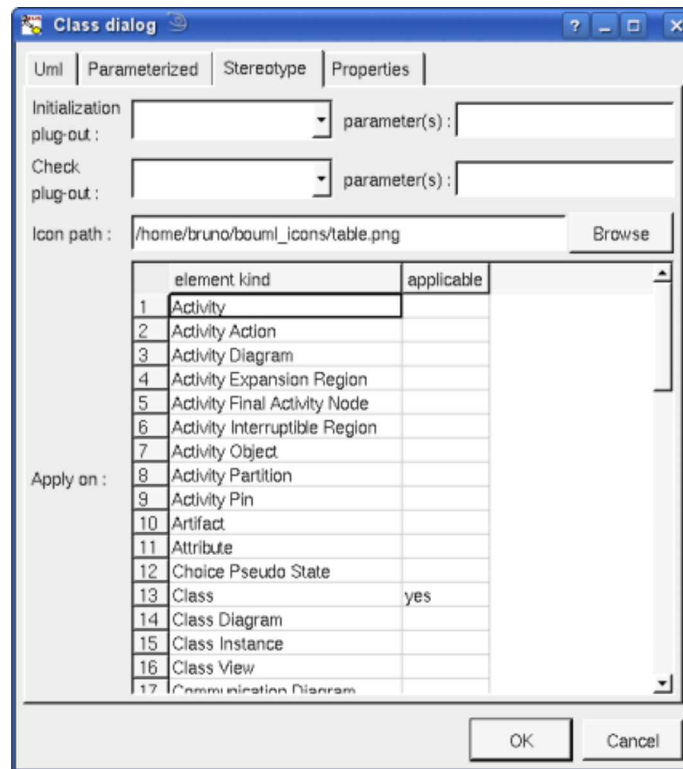 Class dialog ? _
Uml Parameterized Stereotype Properties
Initialization
plug-out :
parameter(s) :
Check
plug-out :
parameter(s) :
Icon path : /home/bruno/bouml_icons/table.png Browse
element kind applicable
1 Activity
2 Activity Action
3 Activity Diagram
4 Activity Expansion Region
5 Activity Final Activity Node
6 Activity Interruptible Region
7 Activity Object
Apply on :
8 Activity Partition
9 Activity Pin
10 Artifact
11 Attribute
12 Choice Pseudo State
13 Class yes
14 Class Diagram
15 Class Instance
16 Class View
17 Communication Diagram
OK Cancel